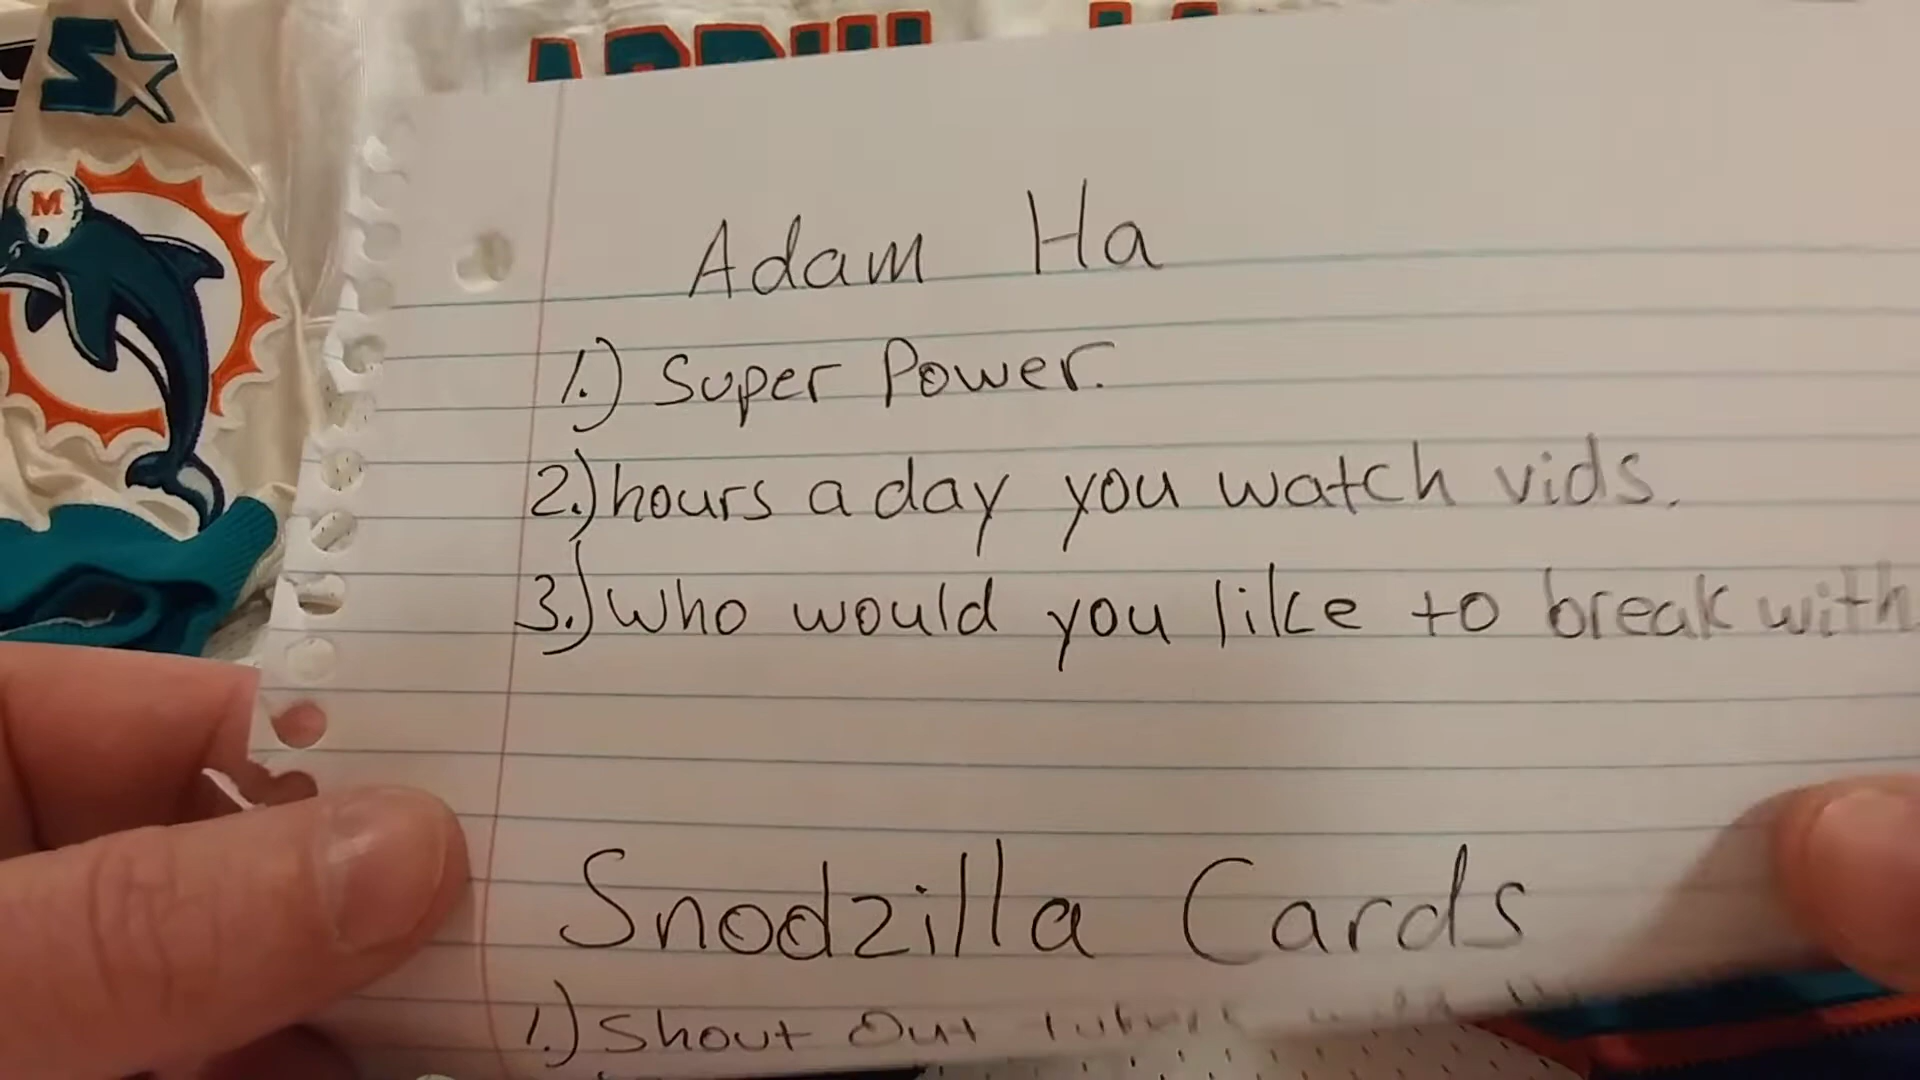 M
Adam Ha
1.) Super Power.
2.) hours a day you watch vids.
3.) who would you like to break with
Snodzilla Cards
1.) Shout Out